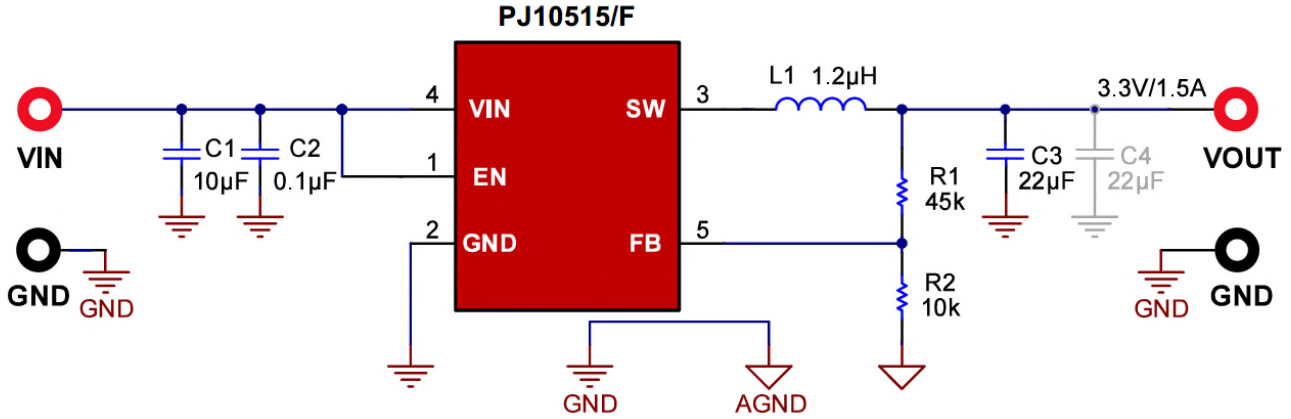 PJ10515/F
VIN
C1
10µF
C2
0.1µF
4
VIN
1
EN
2
GND
SW
3
FB
5
L1 1.2µH
3.3V/1.5A
R1
45k
R2
10k
C3
22µF
C4
22µF
VOUT
GND
GND
GND
GND
GND
AGND